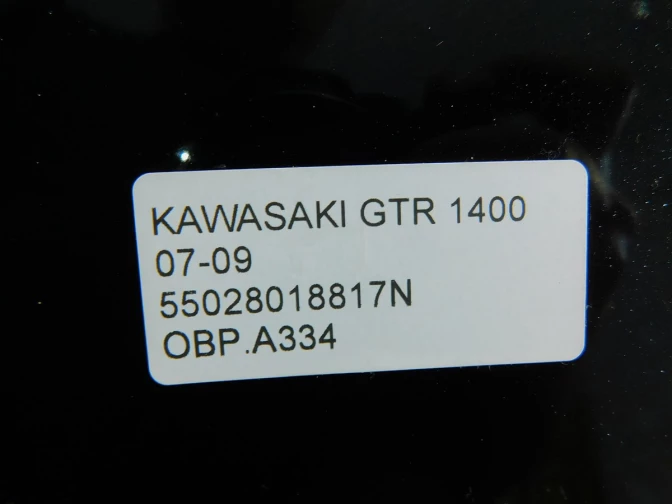 KAWASAKI GTR 1400
07-09
55028018817N
OBP.A334